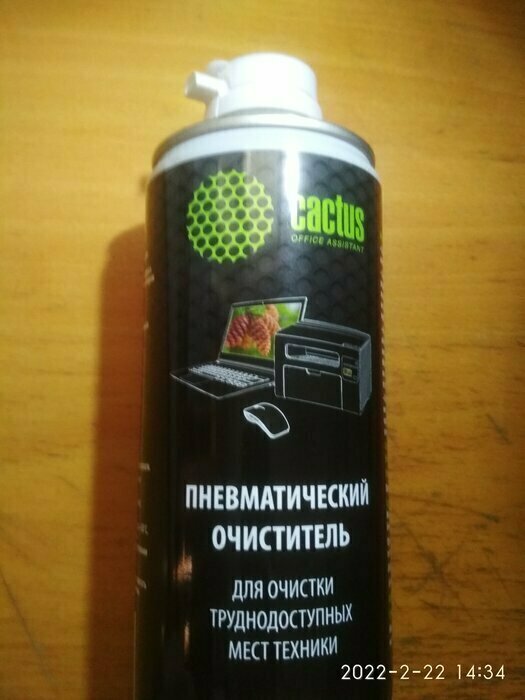 cactus
OFFICE ASSISTANT
ПНЕВМАТИЧЕСКИЙ
ОЧИСТИТЕЛЬ
ДЛЯ ОЧИСТКИ
ТРУДНОДОСТУПНЫХ
МЕСТ ТЕХНИКИ
2022-2-22 14:34